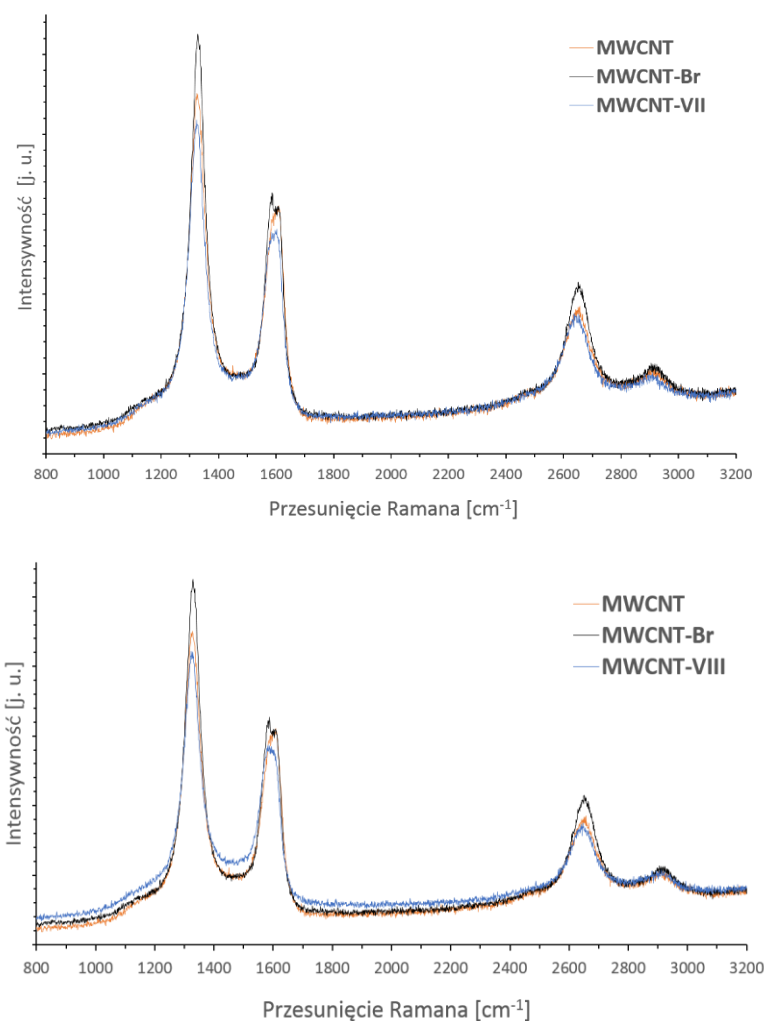 MWCNT
MWCNT-Br
MWCNT-VII
Intensywność [j. u.]
800 1000 1200 1400 1600 1800 2000 2200 2400 2600 2800 3000 3200
Przesunięcie Ramana [cm-1]
MWCNT
MWCNT-Br
MWCNT-VIII
Intensywność [j. u.]
800 1000 1200 1400 1600 1800 2000 2200 2400 2600 2800 3000 3200
Przesunięcie Ramana [cm-1]